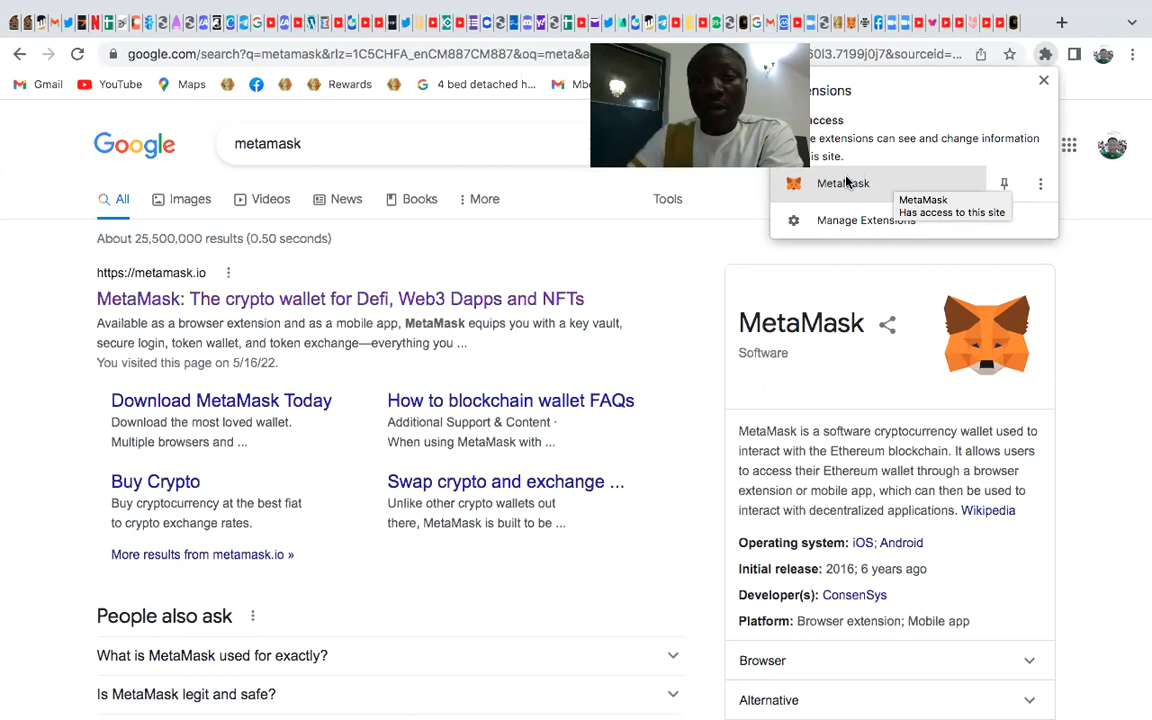 google.com/search?q=metamask&rlz=1C5CHFA_enCM887CM887&oq=meta&a
60l3.7199j0j7&sourceid=...
Gmail
YouTube
Maps
Rewards
4 bed detached h...
ensions
access
e extensions can see and change information
is site.
MetaMask
MetaMask
Has access to this site
Manage Extensions
Google
metamask
All
Images
Videos
News
Books
More
Tools
About 25,500,000 results (0.50 seconds)
https://metamask.io
MetaMask: The crypto wallet for Defi, Web3 Dapps and NFTs
Available as a browser extension and as a mobile app, MetaMask equips you with a key vault,
secure login, token wallet, and token exchange—everything you ...
You visited this page on 5/16/22.
Download MetaMask Today
Download the most loved wallet.
Multiple browsers and ...
How to blockchain wallet FAQs
Additional Support & Content ·
When using MetaMask with ...
Buy Crypto
Buy cryptocurrency at the best fiat
to crypto exchange rates.
Swap crypto and exchange ...
Unlike other crypto wallets out
there, MetaMask is built to be ...
More results from metamask.io »
People also ask
What is MetaMask used for exactly?
Is MetaMask legit and safe?
MetaMask
Software
MetaMask is a software cryptocurrency wallet used to
interact with the Ethereum blockchain. It allows users
to access their Ethereum wallet through a browser
extension or mobile app, which can then be used to
interact with decentralized applications. Wikipedia
Operating system: iOS; Android
Initial release: 2016; 6 years ago
Developer(s): ConsenSys
Platform: Browser extension; Mobile app
Browser
Alternative